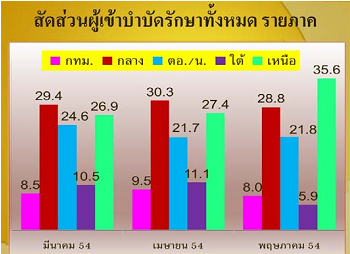 สัดส่วนผู้เข้าบำบัดรักษาทั้งหมด รายภาค
กทม. กลาง ตอ./น. ใต้ เหนือ
8.5 29.4 24.6 10.5 26.9
9.5 30.3 21.7 11.1 27.4
8.0 28.8 21.8 5.9 35.6
มีนาคม 54 เมษายน 54 พฤษภาคม 54